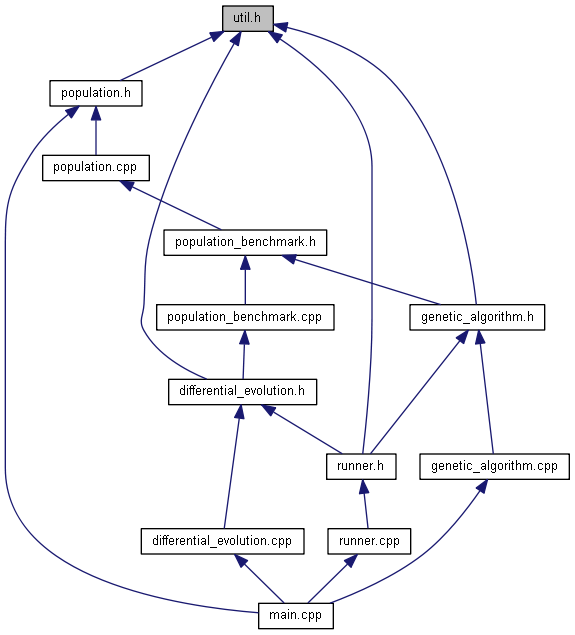 util.h
population.h
population.cpp
population_benchmark.h
population_benchmark.cpp
genetic_algorithm.h
differential_evolution.h
runner.h
genetic_algorithm.cpp
differential_evolution.cpp
runner.cpp
main.cpp